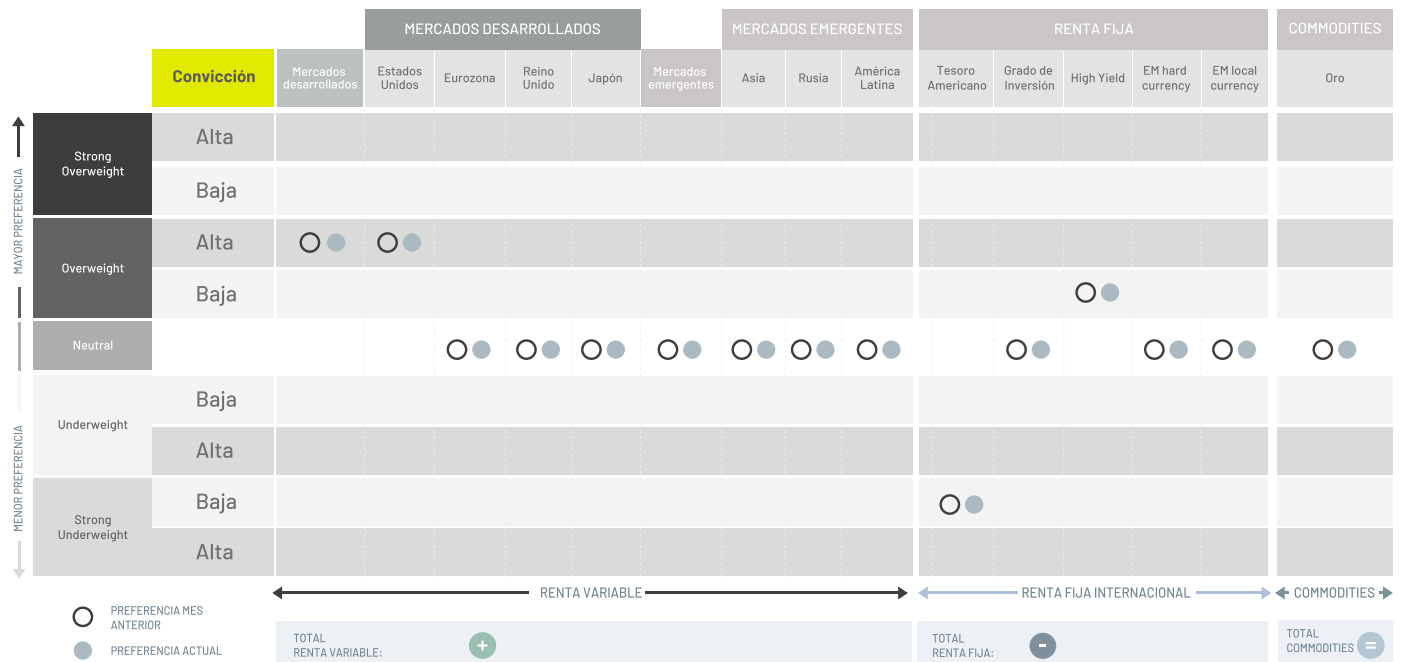 MERCADOS DESARROLLADOS
MERCADOS EMERGENTES
RENTA FIJA
COMMODITIES
Convicción
Mercados
desarrollados
Estados
Unidos
Eurozona
Reino
Unido
Japón
Mercados
emergentes
Asia
Rusia
América
Latina
Tesoro
Americano
Grado de
Inversión
High Yield
EM hard
currency
EM local
currency
Oro
MAYOR PREFERENCIA
MENOR PREFERENCIA
Strong
Overweight
Alta
Baja
Overweight
Alta
Baja
Neutral
Underweight
Baja
Alta
Strong
Underweight
Baja
Alta
RENTA VARIABLE
RENTA FIJA INTERNACIONAL
COMMODITIES
PREFERENCIA MES
ANTERIOR
PREFERENCIA ACTUAL
TOTAL
RENTA VARIABLE:
+
TOTAL
RENTA FIJA:
-
TOTAL
COMMODITIES
=